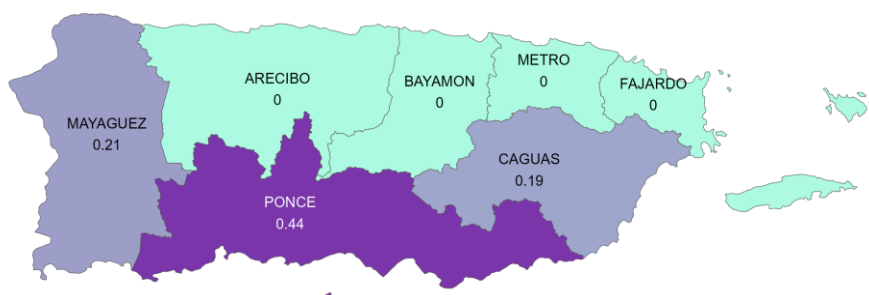 METRO
0
ARECIBO
0
BAYAMON
0
FAJARDO
0
MAYAGUEZ
0.21
CAGUAS
0.19
PONCE
0.44